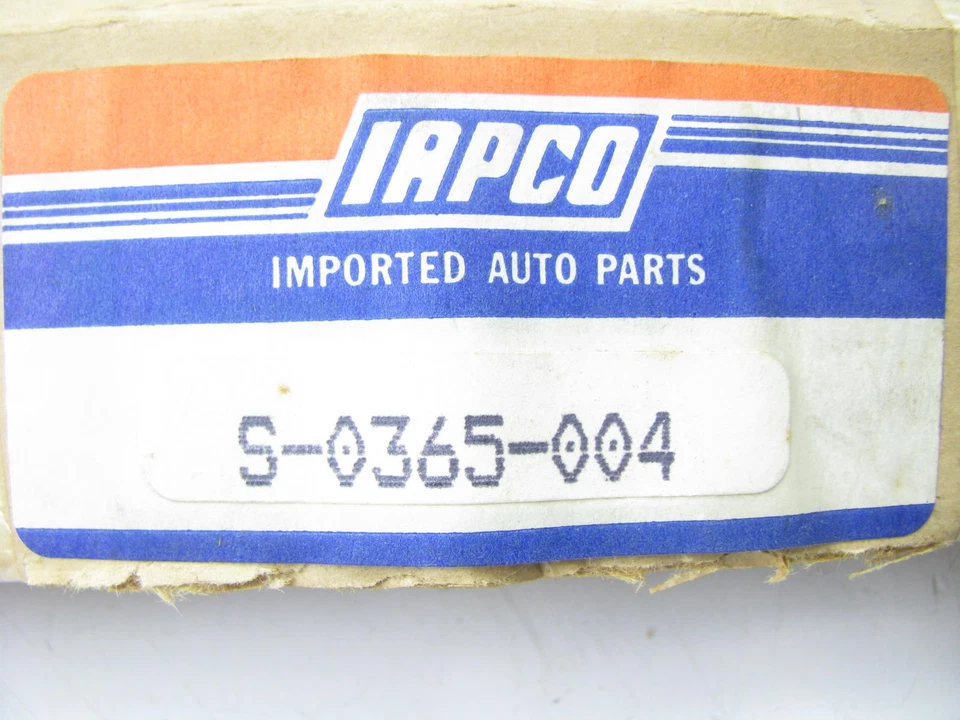 IAPCO
IMPORTED AUTO PARTS
S-0365-004